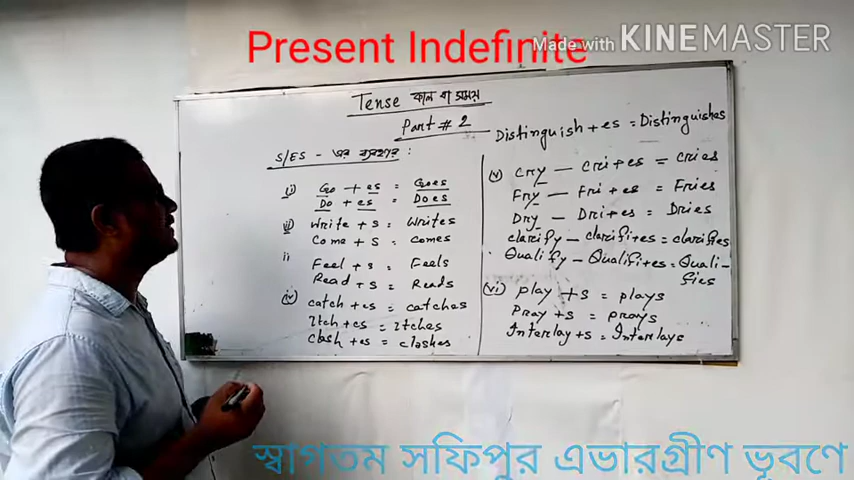 Present Indefinite
Made with KINEMASTER
Tense কাল বা সময়
Part # 2
S/ES - এর ব্যবহার :
(i) Go + es = Goes
Do + es = Does
(ii) Write + s = Writes
Come + s = comes
Feel + s = Feels
Read + s = Reads
(iv) catch + es = catches
Itch + es = Itches
clash + es = clashes
Distinguish + es = Distinguishes
(v) Cry — Cri + es = Cries
Fry — Fri + es = Fries
Dry — Dri + es = Dries
clarify — clarifi + es = clarifies
Qualify — Qualifi + es = Quali-
fies
(vi) play + s = plays
Pray + s = prays
Interlay + s = Interlays
স্বাগতম সফিপুর এভারগ্রীণ ভূবণে